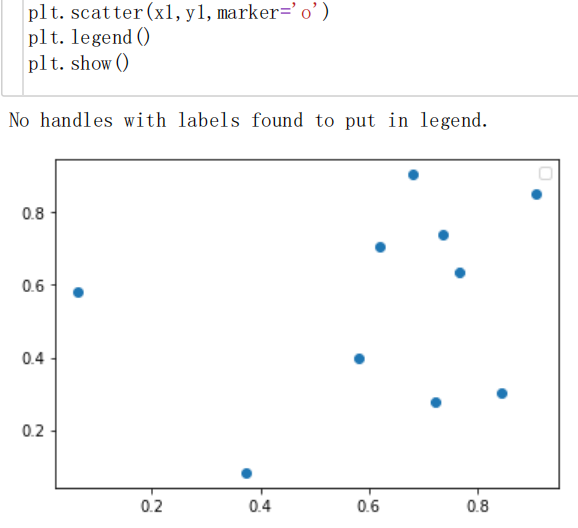 plt.scatter(x1,y1,marker='o')
plt.legend()
plt.show()
No handles with labels found to put in legend.
0.8
0.6
0.4
0.2
0.2 0.4 0.6 0.8